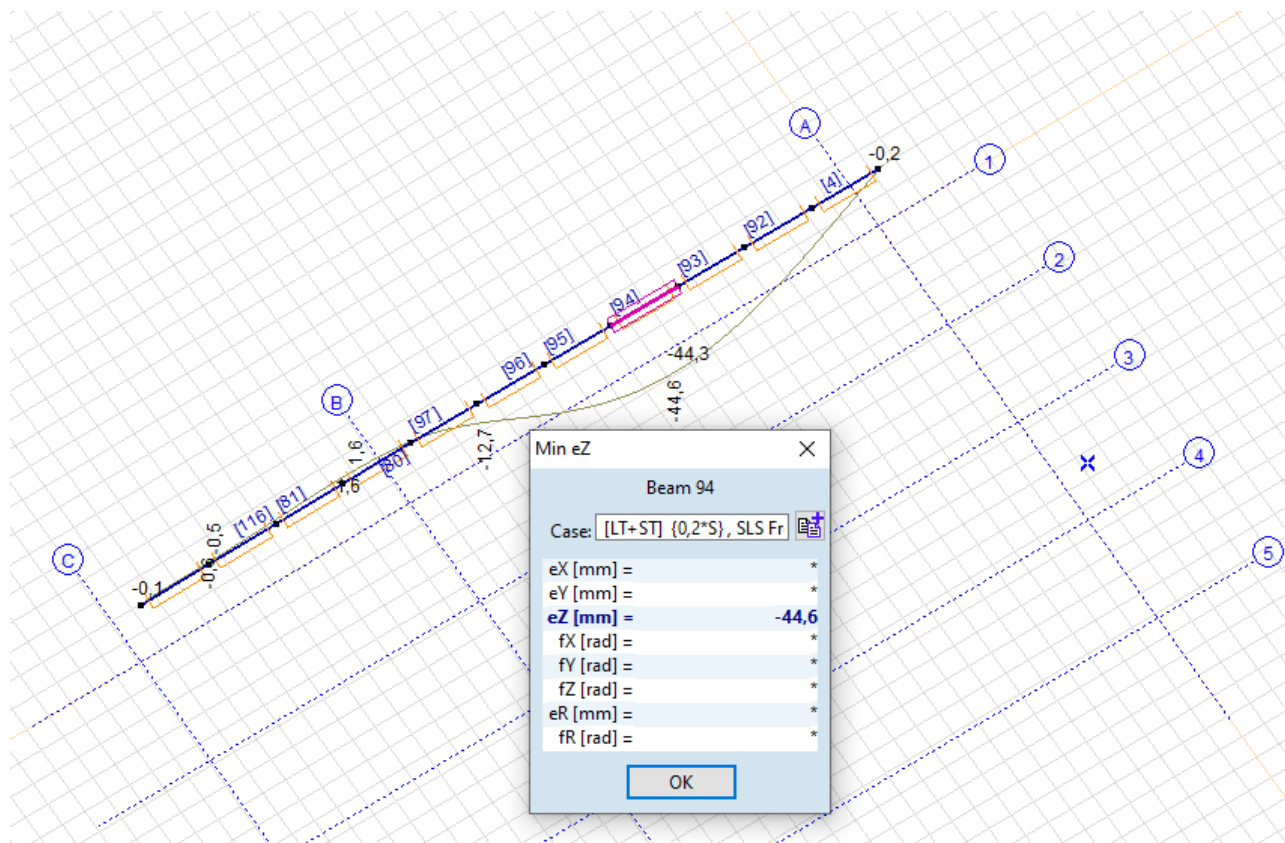 A
-0,2
1
[4]
[92]
2
[93]
[94]
-44,3
[95]
3
[96]
-44,6
B
[97]
-12,7
1,6
[80]
1,6
4
[81]
[116]
5
-0,5
-0,6
C
-0,1
Min eZ
Beam 94
Case: [LT+ST] {0,2*S} , SLS Fr
eX [mm] = *
eY [mm] = *
eZ [mm] = -44,6
fX [rad] = *
fY [rad] = *
fZ [rad] = *
eR [mm] = *
fR [rad] = *
OK